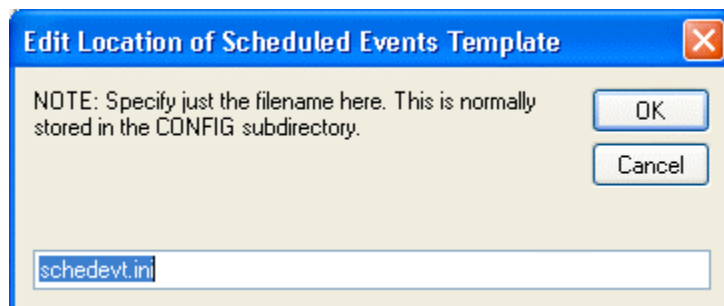 Edit Location of Scheduled Events Template
NOTE: Specify just the filename here. This is normally
stored in the CONFIG subdirectory.
OK
Cancel
schedevt.ini